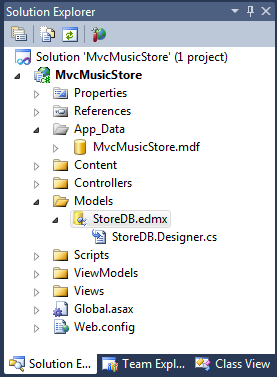 Solution Explorer
Solution 'MvcMusicStore' (1 project)
MvcMusicStore
Properties
References
App_Data
MvcMusicStore.mdf
Content
Controllers
Models
StoreDB.edmx
StoreDB.Designer.cs
Scripts
ViewModels
Views
Global.asax
Web.config
Solution E... Team Expl... Class View